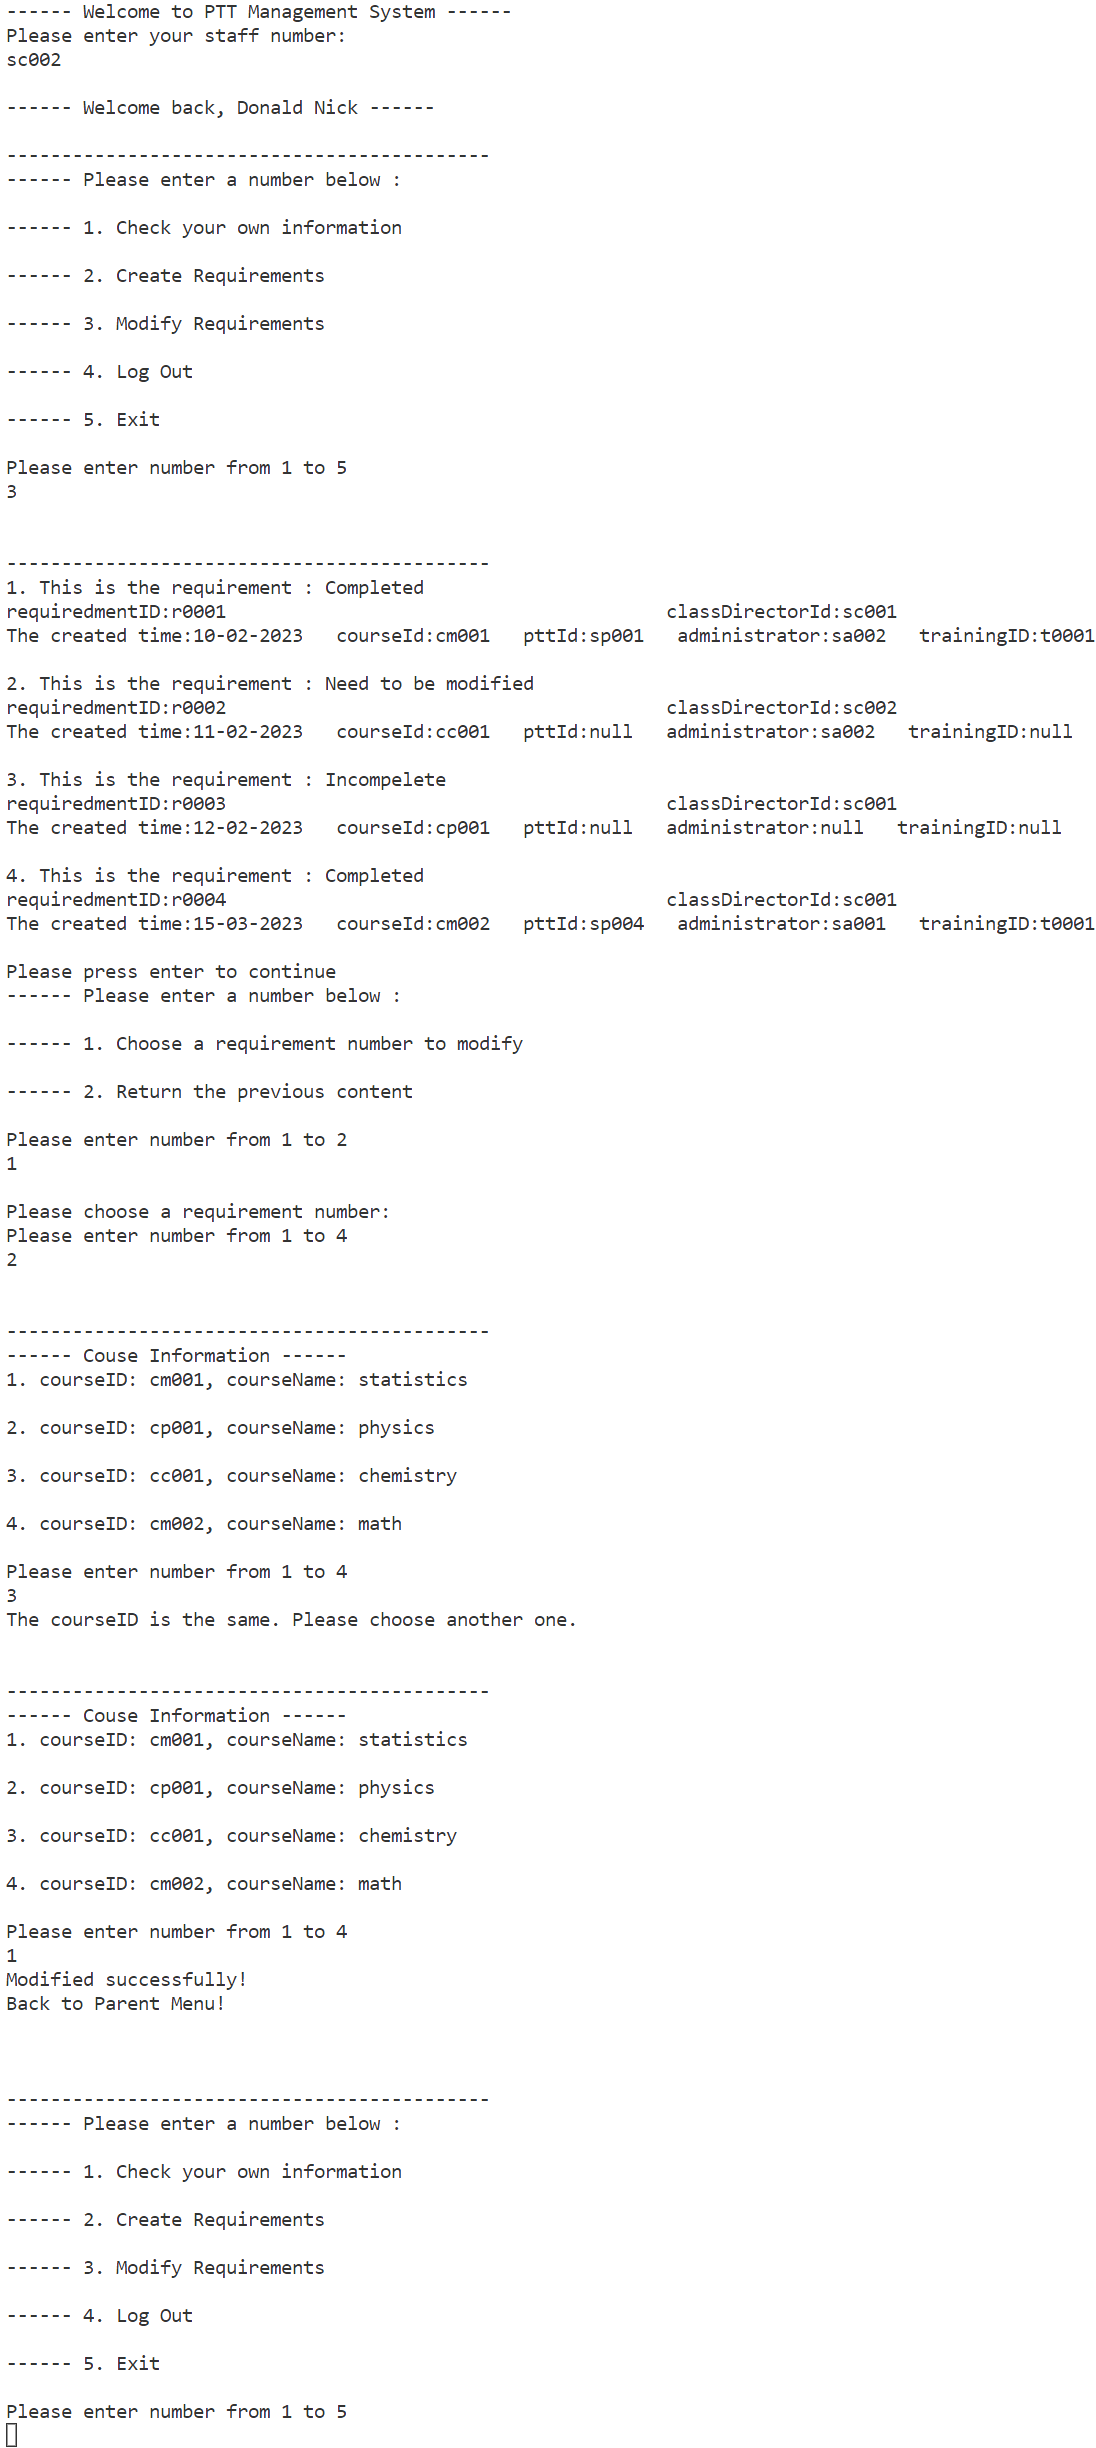 ------ Welcome to PTT Management System ------
Please enter your staff number:
sc002
------ Welcome back, Donald Nick ------
--------------------------------------------
------ Please enter a number below :
------ 1. Check your own information
------ 2. Create Requirements
------ 3. Modify Requirements
------ 4. Log Out
------ 5. Exit
Please enter number from 1 to 5
3
--------------------------------------------
1. This is the requirement : Completed
requiredmentID:r0001 classDirectorId:sc001
The created time:10-02-2023 courseId:cm001 pttId:sp001 administrator:sa002 trainingID:t0001
2. This is the requirement : Need to be modified
requiredmentID:r0002 classDirectorId:sc002
The created time:11-02-2023 courseId:cc001 pttId:null administrator:sa002 trainingID:null
3. This is the requirement : Incompelete
requiredmentID:r0003 classDirectorId:sc001
The created time:12-02-2023 courseId:cp001 pttId:null administrator:null trainingID:null
4. This is the requirement : Completed
requiredmentID:r0004 classDirectorId:sc001
The created time:15-03-2023 courseId:cm002 pttId:sp004 administrator:sa001 trainingID:t0001
Please press enter to continue
------ Please enter a number below :
------ 1. Choose a requirement number to modify
------ 2. Return the previous content
Please enter number from 1 to 2
1
Please choose a requirement number:
Please enter number from 1 to 4
2
--------------------------------------------
------ Couse Information ------
1. courseID: cm001, courseName: statistics
2. courseID: cp001, courseName: physics
3. courseID: cc001, courseName: chemistry
4. courseID: cm002, courseName: math
Please enter number from 1 to 4
3
The courseID is the same. Please choose another one.
--------------------------------------------
------ Couse Information ------
1. courseID: cm001, courseName: statistics
2. courseID: cp001, courseName: physics
3. courseID: cc001, courseName: chemistry
4. courseID: cm002, courseName: math
Please enter number from 1 to 4
1
Modified successfully!
Back to Parent Menu!
--------------------------------------------
------ Please enter a number below :
------ 1. Check your own information
------ 2. Create Requirements
------ 3. Modify Requirements
------ 4. Log Out
------ 5. Exit
Please enter number from 1 to 5